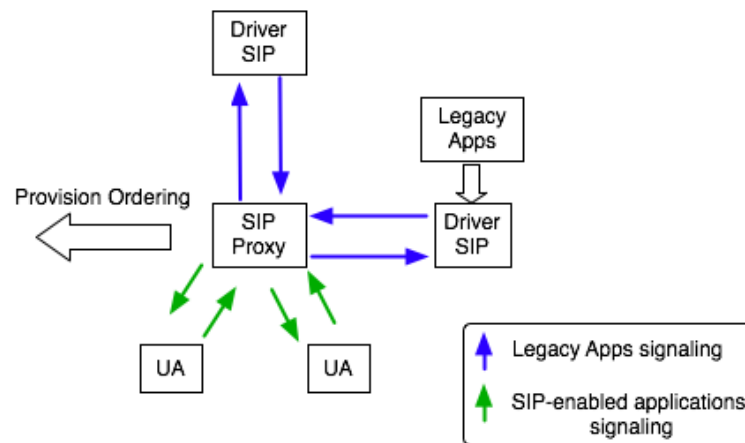 Driver
SIP
Legacy
Apps
Provision Ordering
SIP
Proxy
Driver
SIP
UA
UA
Legacy Apps signaling
SIP-enabled applications
signaling